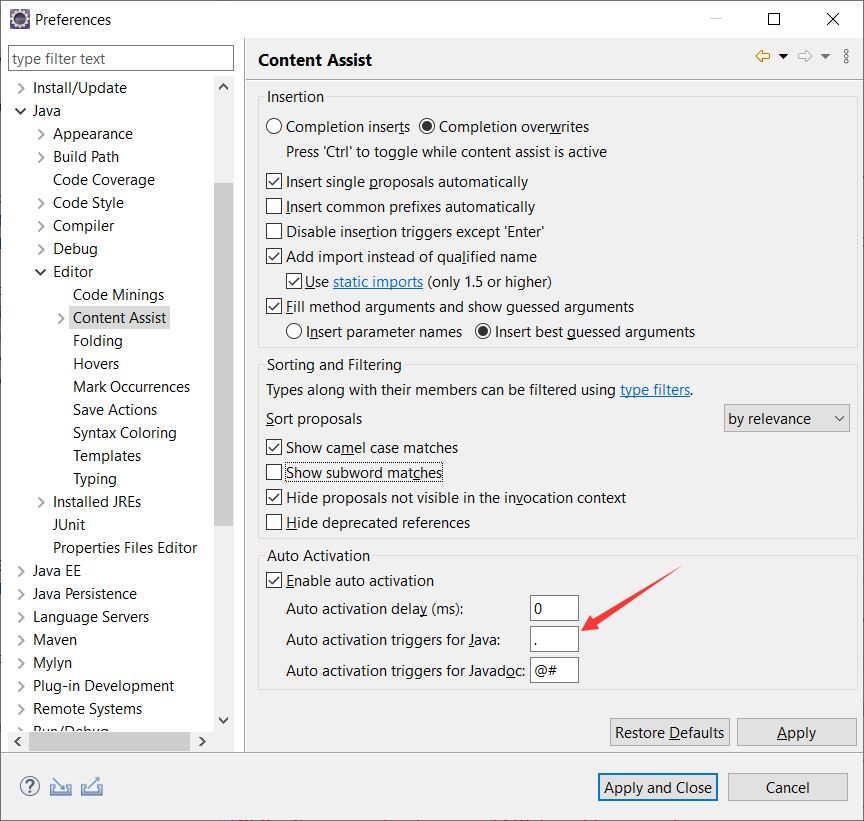 Preferences
type filter text
Install/Update
Java
Appearance
Build Path
Code Coverage
Code Style
Compiler
Debug
Editor
Code Minings
Content Assist
Folding
Hovers
Mark Occurrences
Save Actions
Syntax Coloring
Templates
Typing
Installed JREs
JUnit
Properties Files Editor
Java EE
Java Persistence
Language Servers
Maven
Mylyn
Plug-in Development
Remote Systems
Run/Debug
Content Assist
Insertion
Completion inserts Completion overwrites
Press 'Ctrl' to toggle while content assist is active
Insert single proposals automatically
Insert common prefixes automatically
Disable insertion triggers except 'Enter'
Add import instead of qualified name
Use static imports (only 1.5 or higher)
Fill method arguments and show guessed arguments
Insert parameter names Insert best guessed arguments
Sorting and Filtering
Types along with their members can be filtered using type filters.
Sort proposals by relevance
Show camel case matches
Show subword matches
Hide proposals not visible in the invocation context
Hide deprecated references
Auto Activation
Enable auto activation
Auto activation delay (ms): 0
Auto activation triggers for Java: .
Auto activation triggers for Javadoc: @#
Restore Defaults Apply
? Apply and Close Cancel